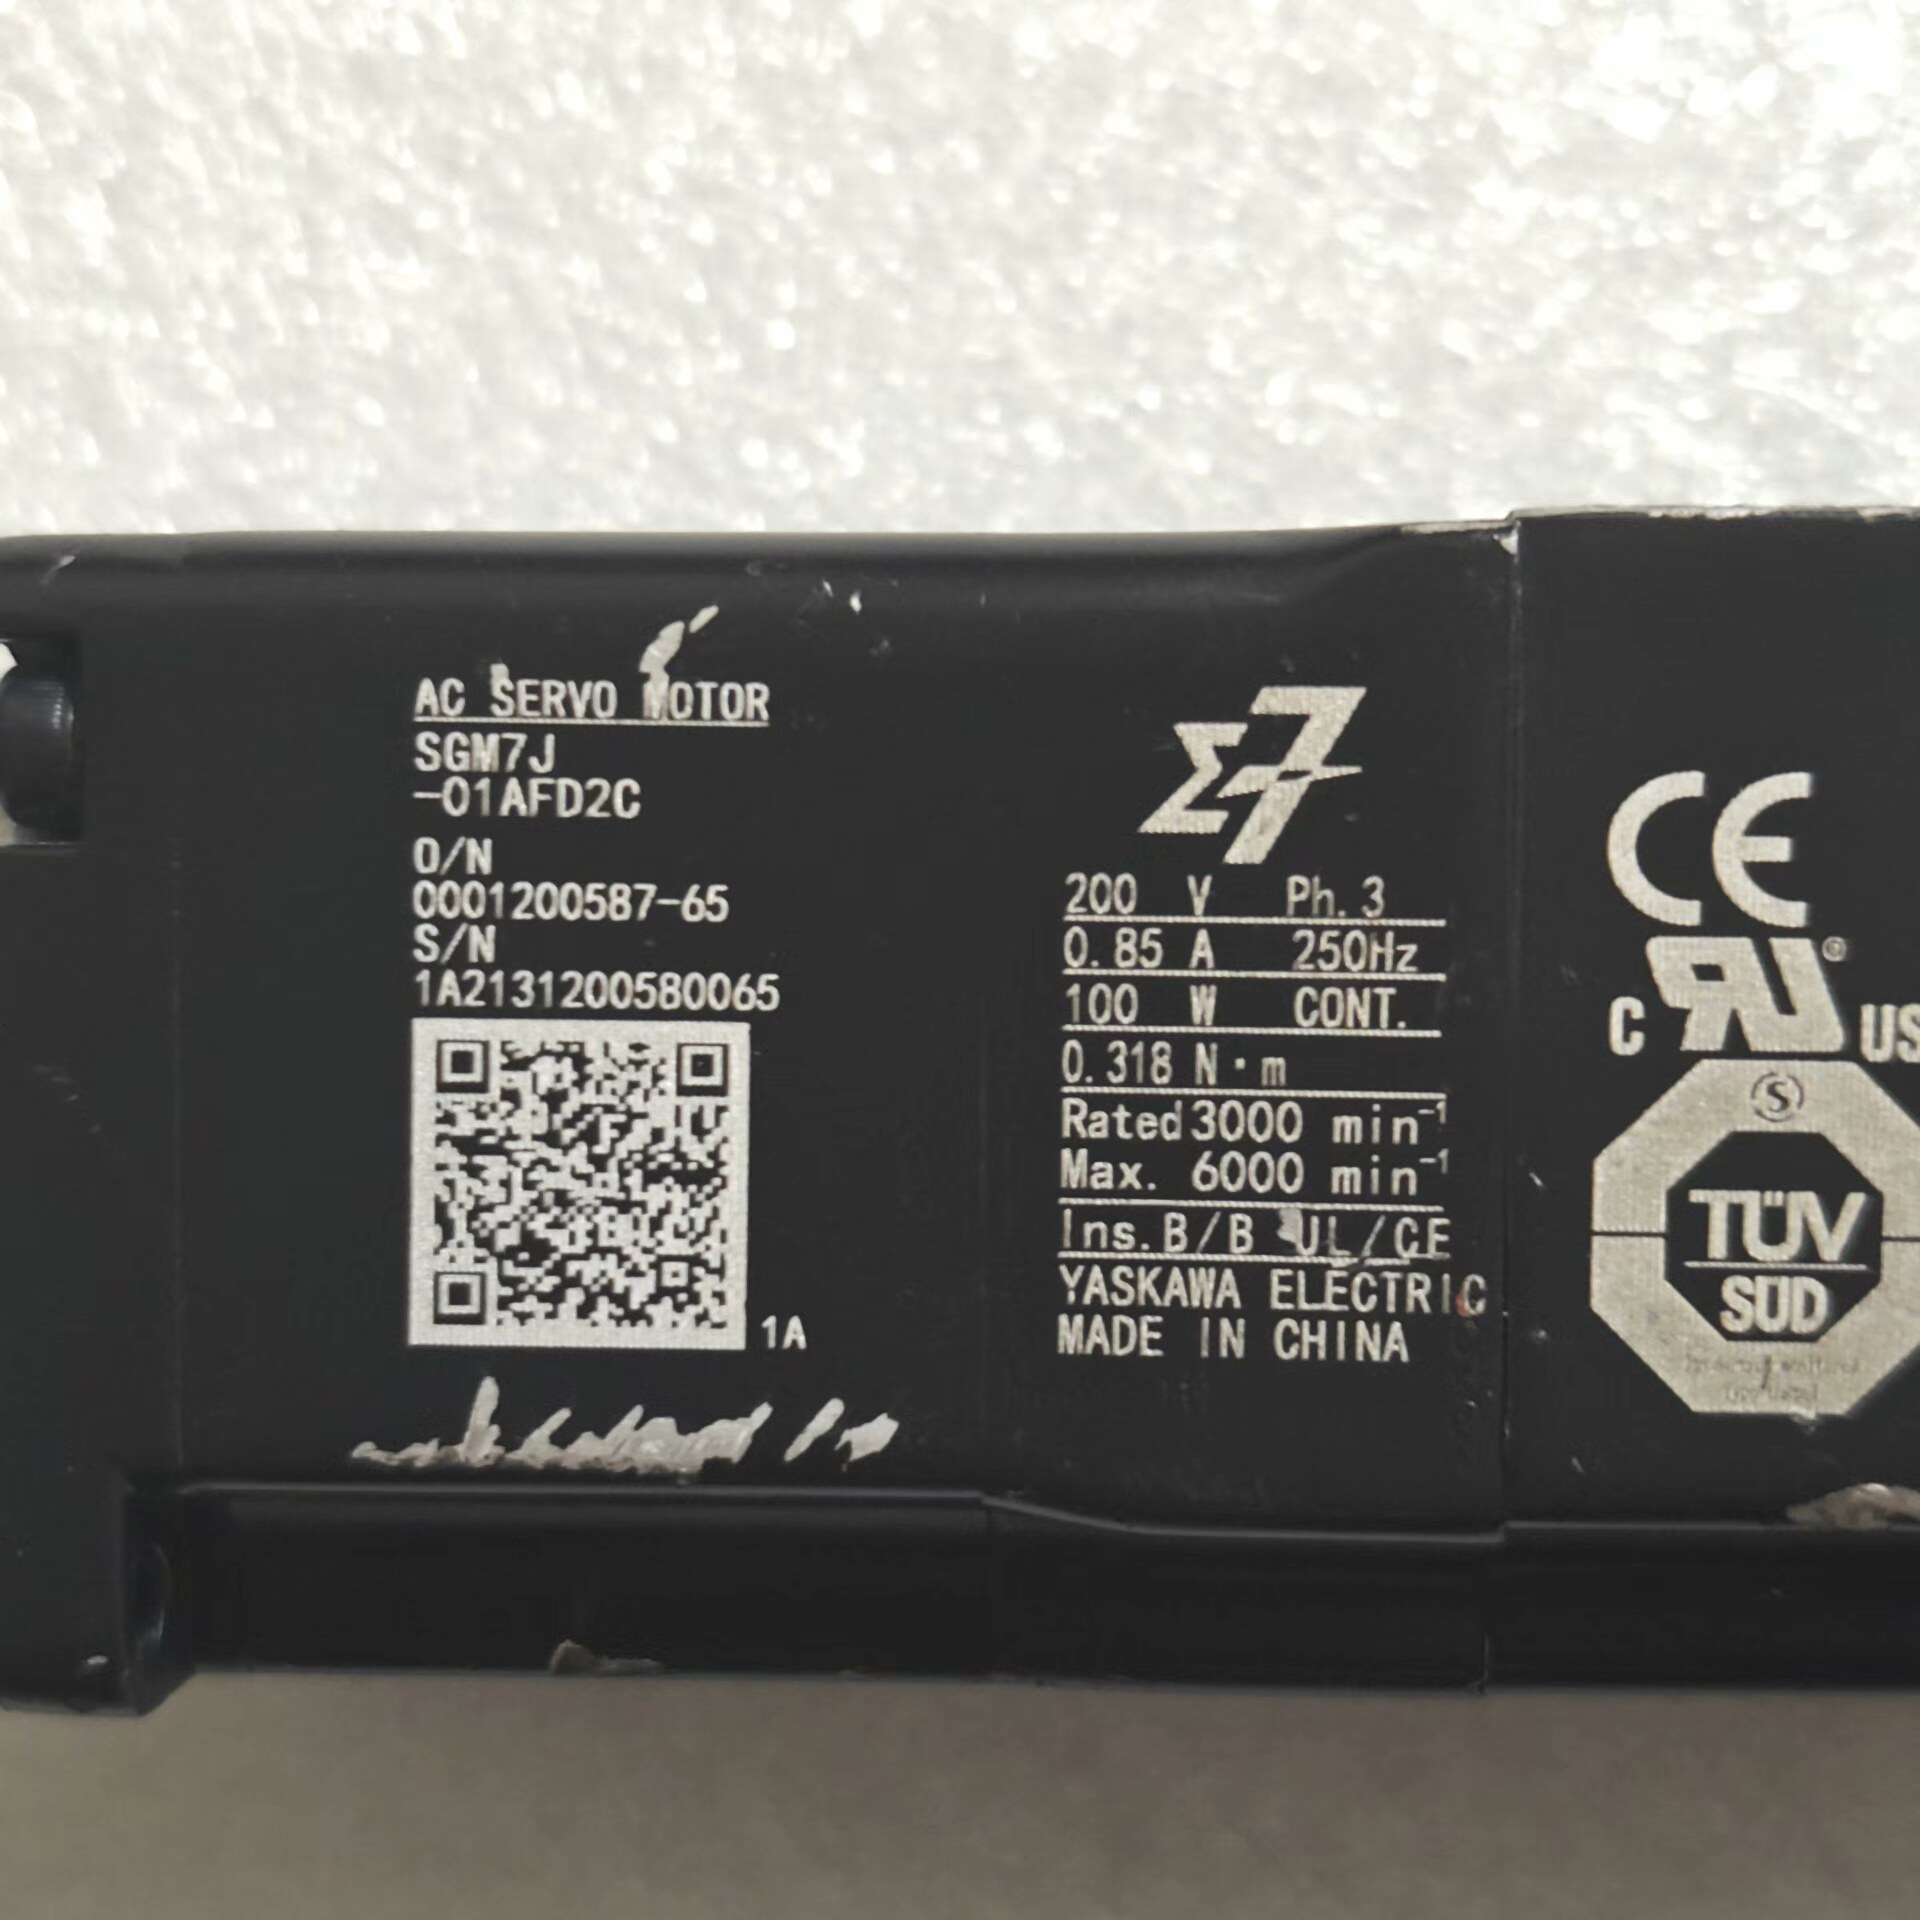 AC SERVO MOTOR
SGM7J
-01AFD2C
O/N
0001200587-65
S/N
1A2131200580065
1A
Σ7
200 V Ph. 3
0.85 A 250Hz
100 W CONT.
0.318 N·m
Rated 3000 min⁻¹
Max. 6000 min⁻¹
Ins. B/B UL/CE
YASKAWA ELECTRIC
MADE IN CHINA
CE
C RU® US
S
TÜV
SÜD